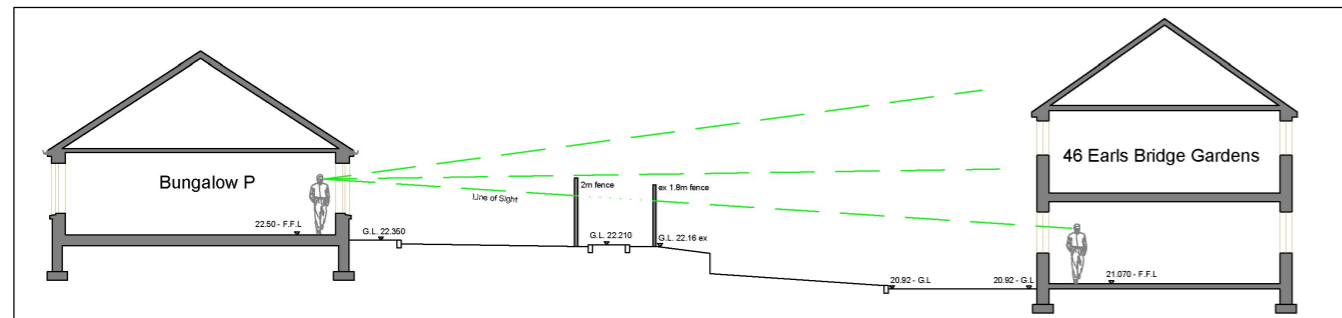 Bungalow P
46 Earls Bridge Gardens
2m fence
ex 1.8m fence
Line of Sight
22.50 - F.F.L
G.L. 22.350
G.L. 22.210
G.L. 22.16 ex
20.92 - G.L
20.92 - G.L
21.070 - F.F.L